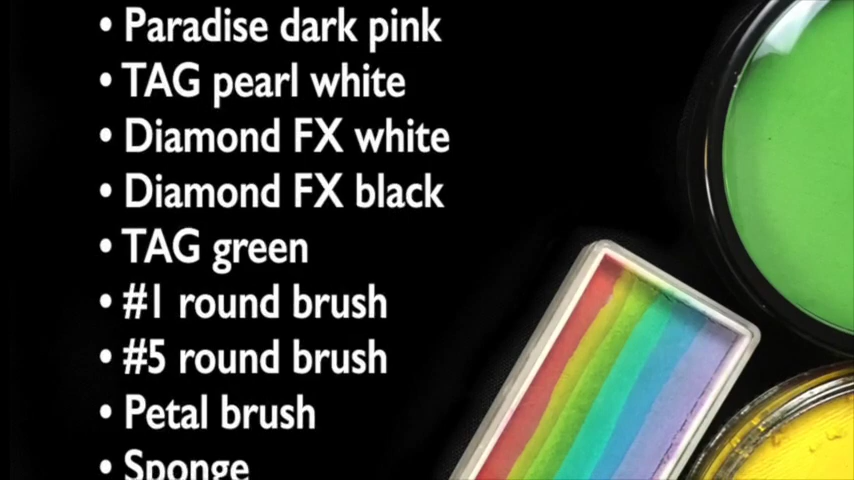 • Paradise dark pink
• TAG pearl white
• Diamond FX white
• Diamond FX black
• TAG green
• #1 round brush
• #5 round brush
• Petal brush
• Sponge